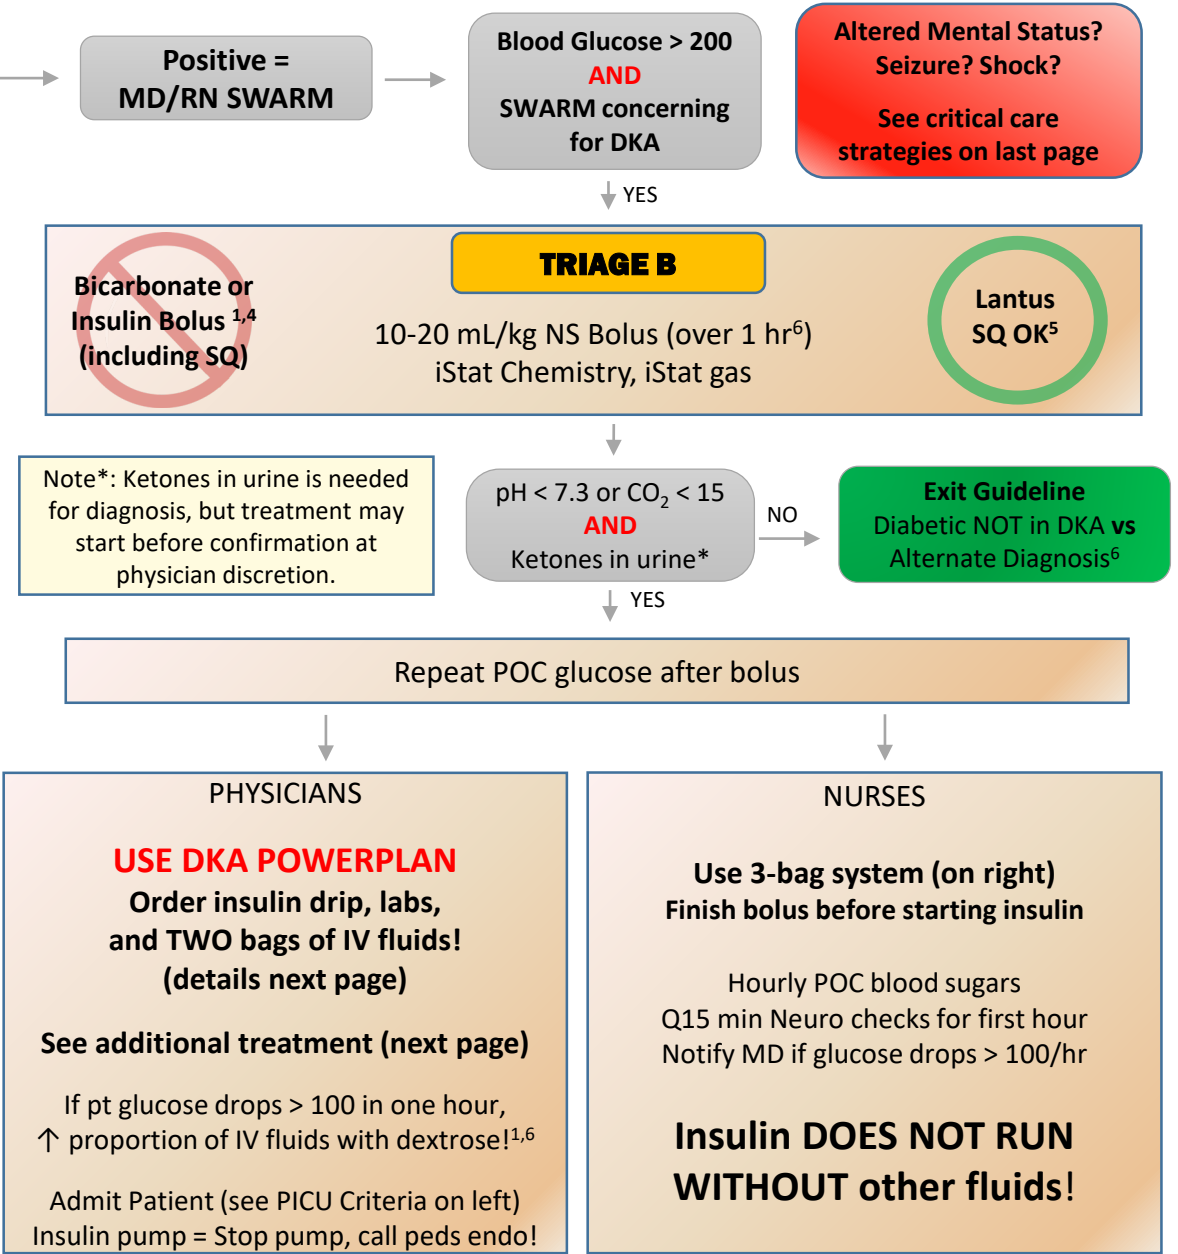 Positive =
MD/RN SWARM
Blood Glucose > 200
AND
SWARM concerning
for DKA
Altered Mental Status?
Seizure? Shock?
See critical care
strategies on last page
YES
Bicarbonate or
Insulin Bolus 1,4
(including SQ)
TRIAGE B
10-20 mL/kg NS Bolus (over 1 hr6)
iStat Chemistry, iStat gas
Lantus
SQ OK5
Note*: Ketones in urine is needed
for diagnosis, but treatment may
start before confirmation at
physician discretion.
pH < 7.3 or CO2 < 15
AND
Ketones in urine*
NO
Exit Guideline
Diabetic NOT in DKA vs
Alternate Diagnosis6
YES
Repeat POC glucose after bolus
PHYSICIANS
USE DKA POWERPLAN
Order insulin drip, labs,
and TWO bags of IV fluids!
(details next page)
See additional treatment (next page)
If pt glucose drops > 100 in one hour,
↑ proportion of IV fluids with dextrose!1,6
Admit Patient (see PICU Criteria on left)
Insulin pump = Stop pump, call peds endo!
NURSES
Use 3-bag system (on right)
Finish bolus before starting insulin
Hourly POC blood sugars
Q15 min Neuro checks for first hour
Notify MD if glucose drops > 100/hr
Insulin DOES NOT RUN
WITHOUT other fluids!